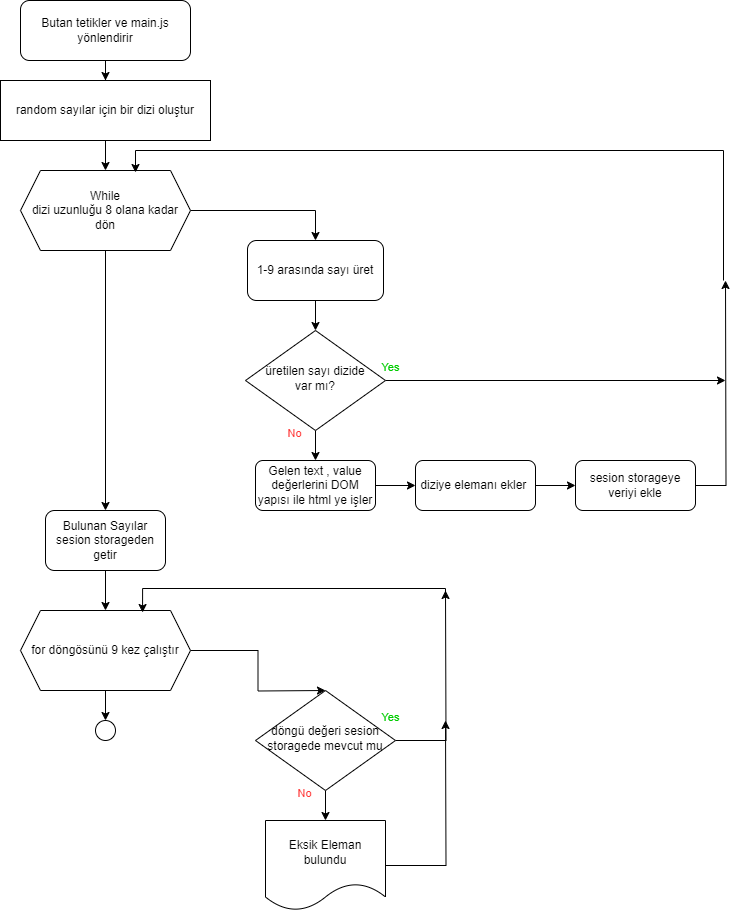 Butan tetikler ve main.js
yönlendirir
random sayılar için bir dizi oluştur
While
dizi uzunluğu 8 olana kadar
dön
1-9 arasında sayı üret
üretilen sayı dizide
var mı?
Yes
No
Gelen text , value
değerlerini DOM
yapısı ile html ye işler
diziye elemanı ekler
sesion storageye
veriyi ekle
Bulunan Sayılar
sesion storageden
getir
for döngösünü 9 kez çalıştır
Yes
döngü değeri sesion
storagede mevcut mu
No
Eksik Eleman
bulundu